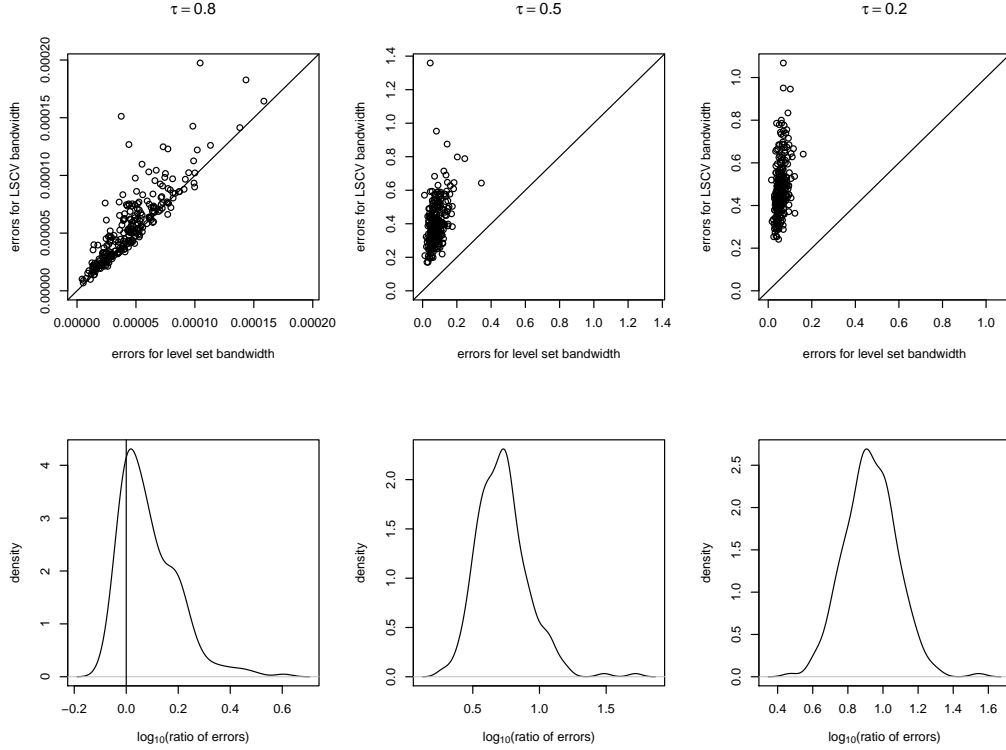 τ = 0.8
errors for LSCV bandwidth
0.00000 0.00005 0.00010 0.00015 0.00020
0.00000 0.00005 0.00010 0.00015 0.00020
errors for level set bandwidth
τ = 0.5
errors for LSCV bandwidth
0.0 0.2 0.4 0.6 0.8 1.0 1.2 1.4
0.0 0.2 0.4 0.6 0.8 1.0 1.2 1.4
errors for level set bandwidth
τ = 0.2
errors for LSCV bandwidth
0.0 0.2 0.4 0.6 0.8 1.0
0.0 0.2 0.4 0.6 0.8 1.0
errors for level set bandwidth
density
0 1 2 3 4
−0.2 0.0 0.2 0.4 0.6
log₁₀(ratio of errors)
density
0.0 0.5 1.0 1.5 2.0
0.5 1.0 1.5
log₁₀(ratio of errors)
density
0.0 0.5 1.0 1.5 2.0 2.5
0.4 0.6 0.8 1.0 1.2 1.4 1.6
log₁₀(ratio of errors)